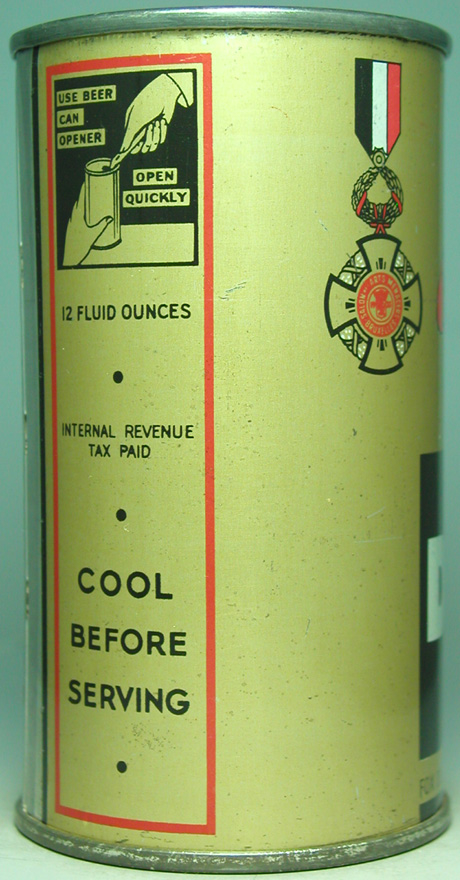 USE BEER
CAN
OPENER
OPEN
QUICKLY
12 FLUID OUNCES
INTERNAL REVENUE
TAX PAID
COOL
BEFORE
SERVING